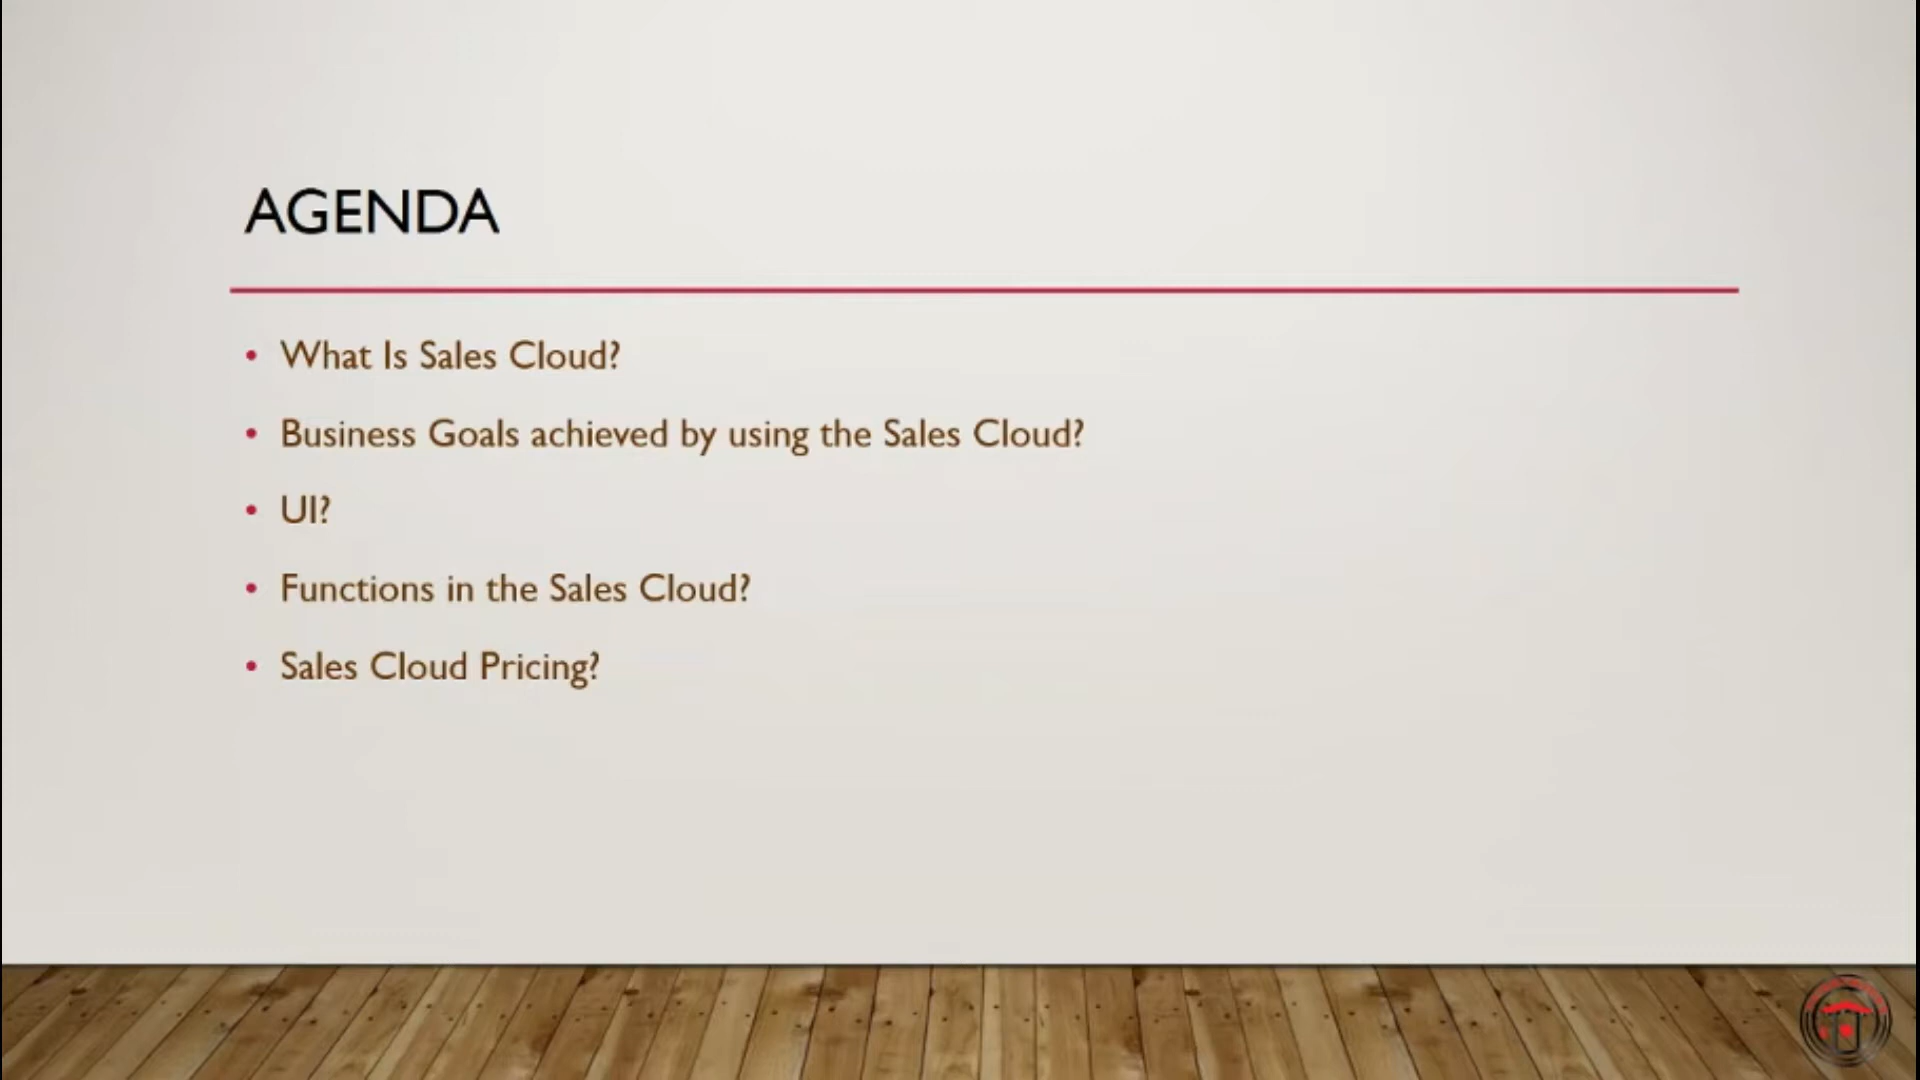 AGENDA
• What Is Sales Cloud?
• Business Goals achieved by using the Sales Cloud?
• UI?
• Functions in the Sales Cloud?
• Sales Cloud Pricing?